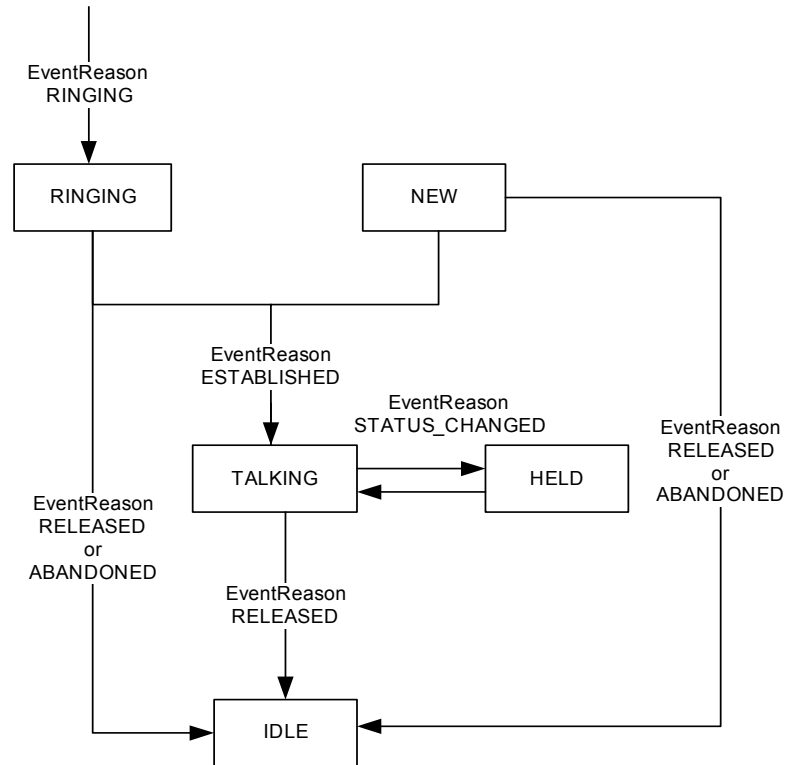 EventReason
RINGING
RINGING
NEW
EventReason
ESTABLISHED
EventReason
STATUS_CHANGED
EventReason
RELEASED
or
ABANDONED
TALKING
HELD
EventReason
RELEASED
or
ABANDONED
EventReason
RELEASED
IDLE